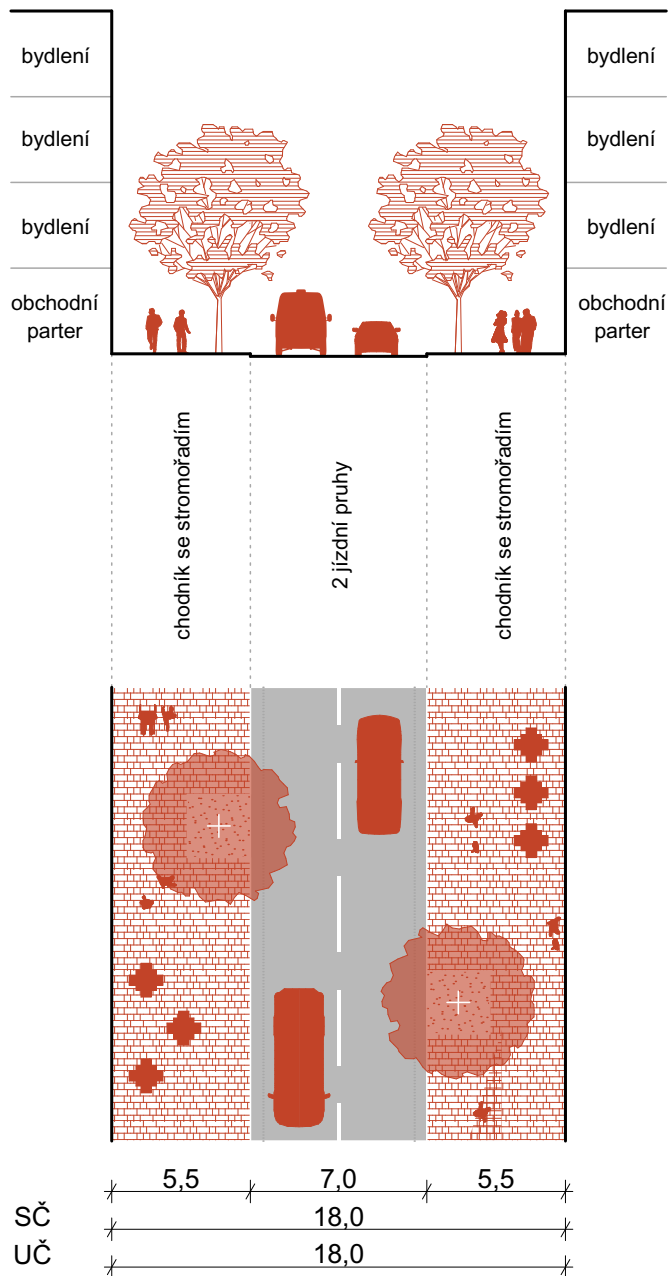 bydlení
bydlení
bydlení
bydlení
bydlení
bydlení
obchodní
parter
obchodní
parter
chodník se stromořadím
2 jízdní pruhy
chodník se stromořadím
5,5
7,0
5,5
SČ
18,0
UČ
18,0